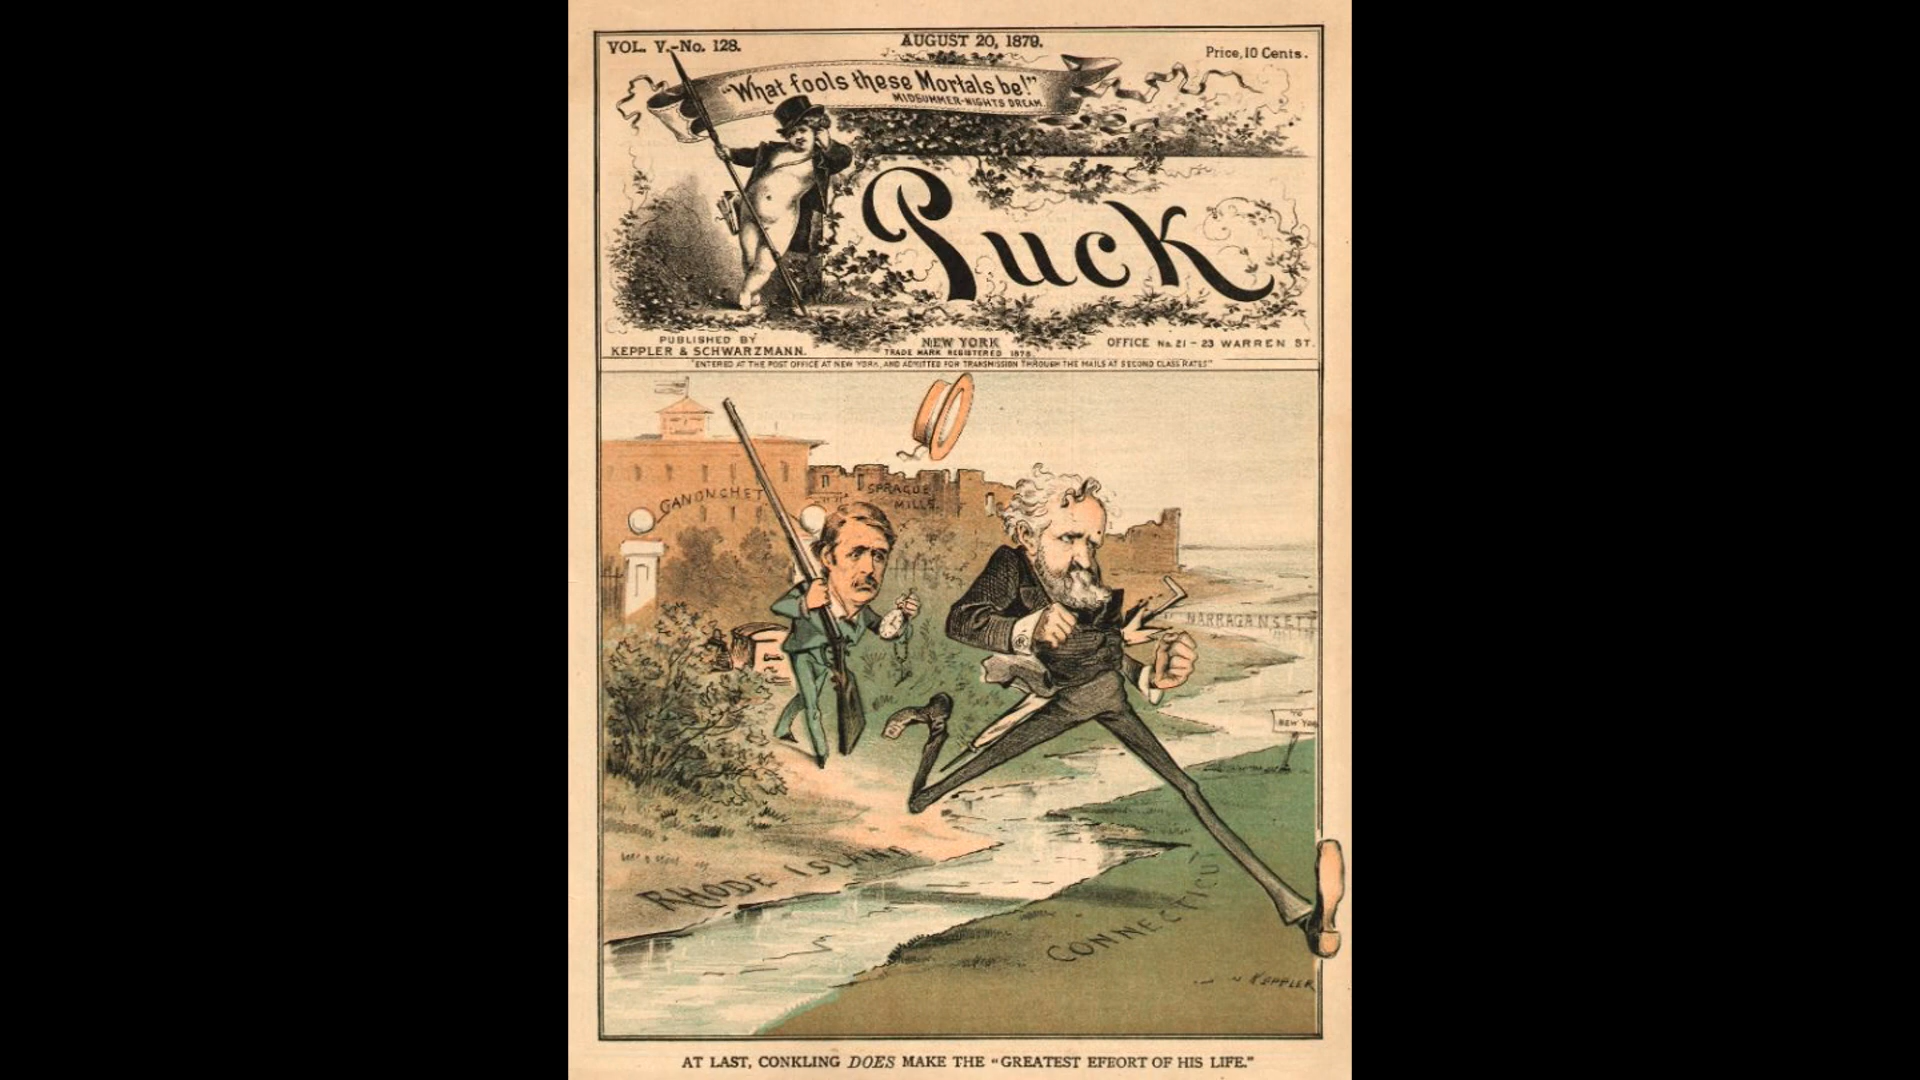 VOL. V.-No. 128.
AUGUST 20, 1879.
Price, 10 Cents.
"What fools these Mortals be!"
MIDSUMMER-NIGHTS DREAM.
Puck
PUBLISHED BY
KEPPLER & SCHWARZMANN.
NEW YORK
TRADE MARK REGISTERED 1878.
OFFICE No. 21 - 23 WARREN ST.
"ENTERED AT THE POST OFFICE AT NEW YORK, AND ADMITTED FOR TRANSMISSION THROUGH THE MAILS AT SECOND CLASS RATES"
CANONCHET
SPRAGUE
MILLS.
NARRAGANSETT
TO
NEW YOR
RHODE ISLAND
CONNECTICUT
KEPPLER
AT LAST, CONKLING DOES MAKE THE "GREATEST EFFORT OF HIS LIFE."